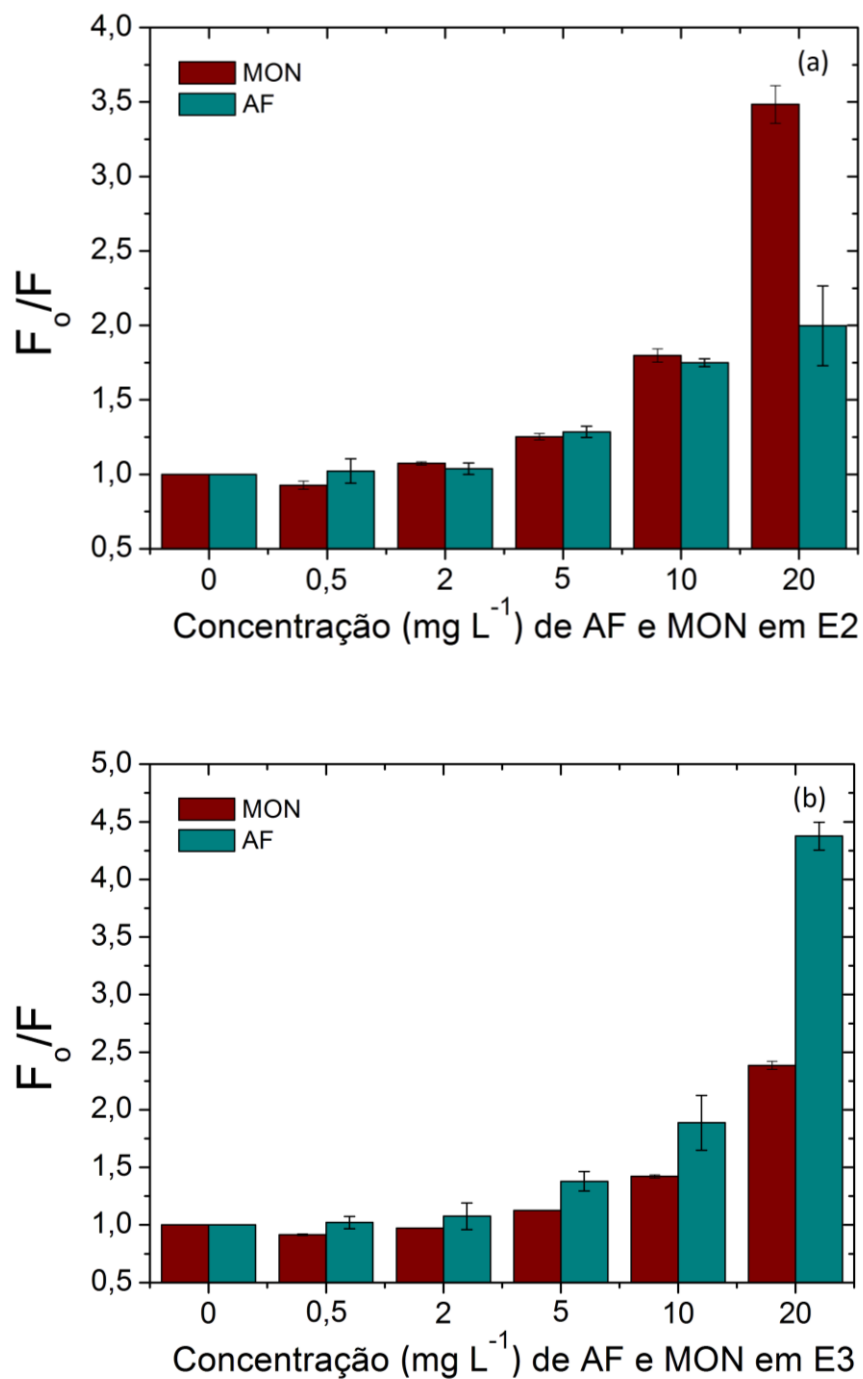 4,0
3,5
3,0
2,5
2,0
1,5
1,0
0,5
MON
AF
(a)
Fo/F
0 0,5 2 5 10 20
Concentração (mg L-1) de AF e MON em E2
5,0
4,5
4,0
3,5
3,0
2,5
2,0
1,5
1,0
0,5
MON
AF
(b)
Fo/F
0 0,5 2 5 10 20
Concentração (mg L-1) de AF e MON em E3